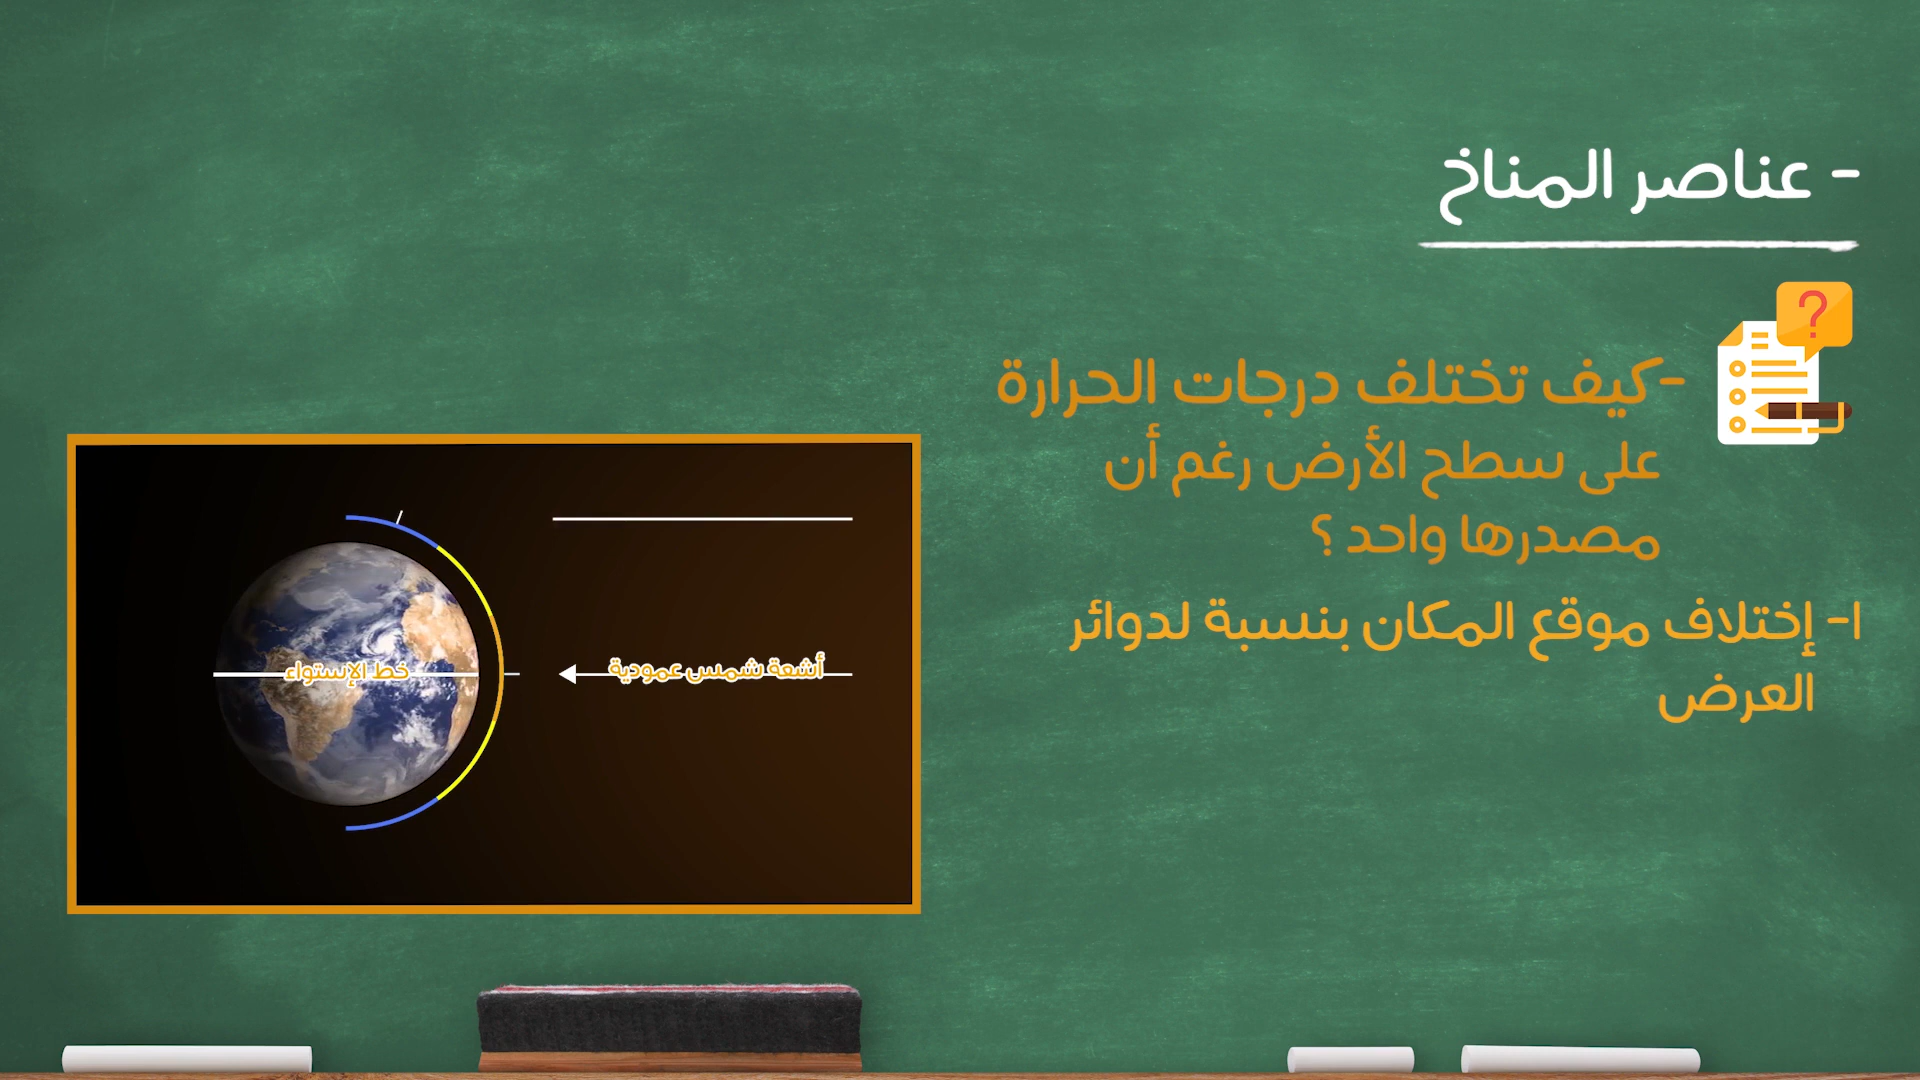 - عناصر المناخ
?
-كيف تختلف درجات الحرارة
على سطح الأرض رغم أن
مصدرها واحد ؟
1- إختلاف موقع المكان بنسبة لدوائر
العرض
أشعة شمس عمودية
خط الإستواء